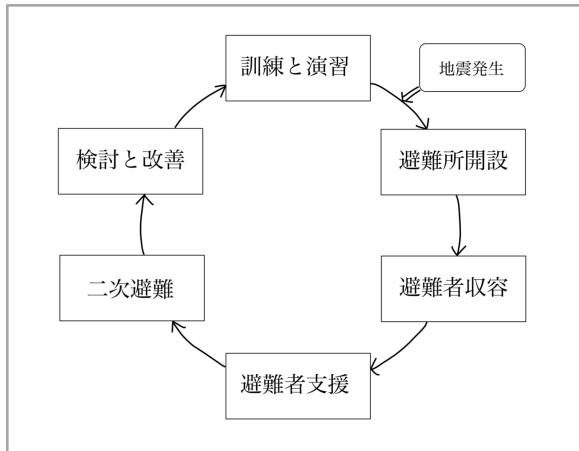 訓練と演習
地震発生
避難所開設
避難者収容
避難者支援
二次避難
検討と改善